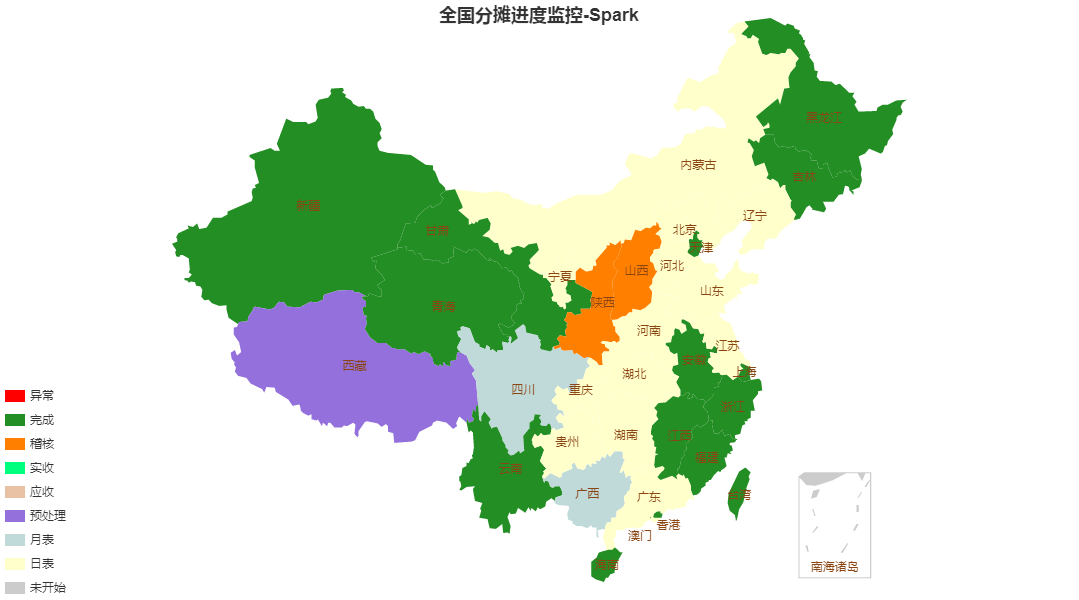 全国分摊进度监控-Spark
黑龙江
内蒙古
吉林
新疆
辽宁
甘肃
北京
天津
宁夏
山西
河北
山东
青海
陕西
河南
江苏
安徽
西藏
上海
湖北
四川
重庆
浙江
贵州
湖南
江西
福建
云南
广西
广东
台湾
香港
澳门
海南
南海诸岛
异常
完成
稽核
实收
应收
预处理
月表
日表
未开始